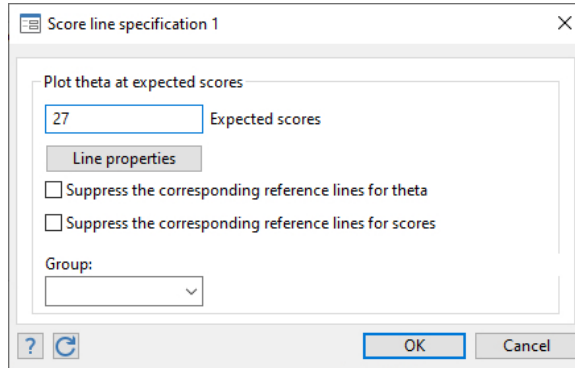 Score line specification 1
Plot theta at expected scores
27 Expected scores
Line properties
Suppress the corresponding reference lines for theta
Suppress the corresponding reference lines for scores
Group:
? OK Cancel